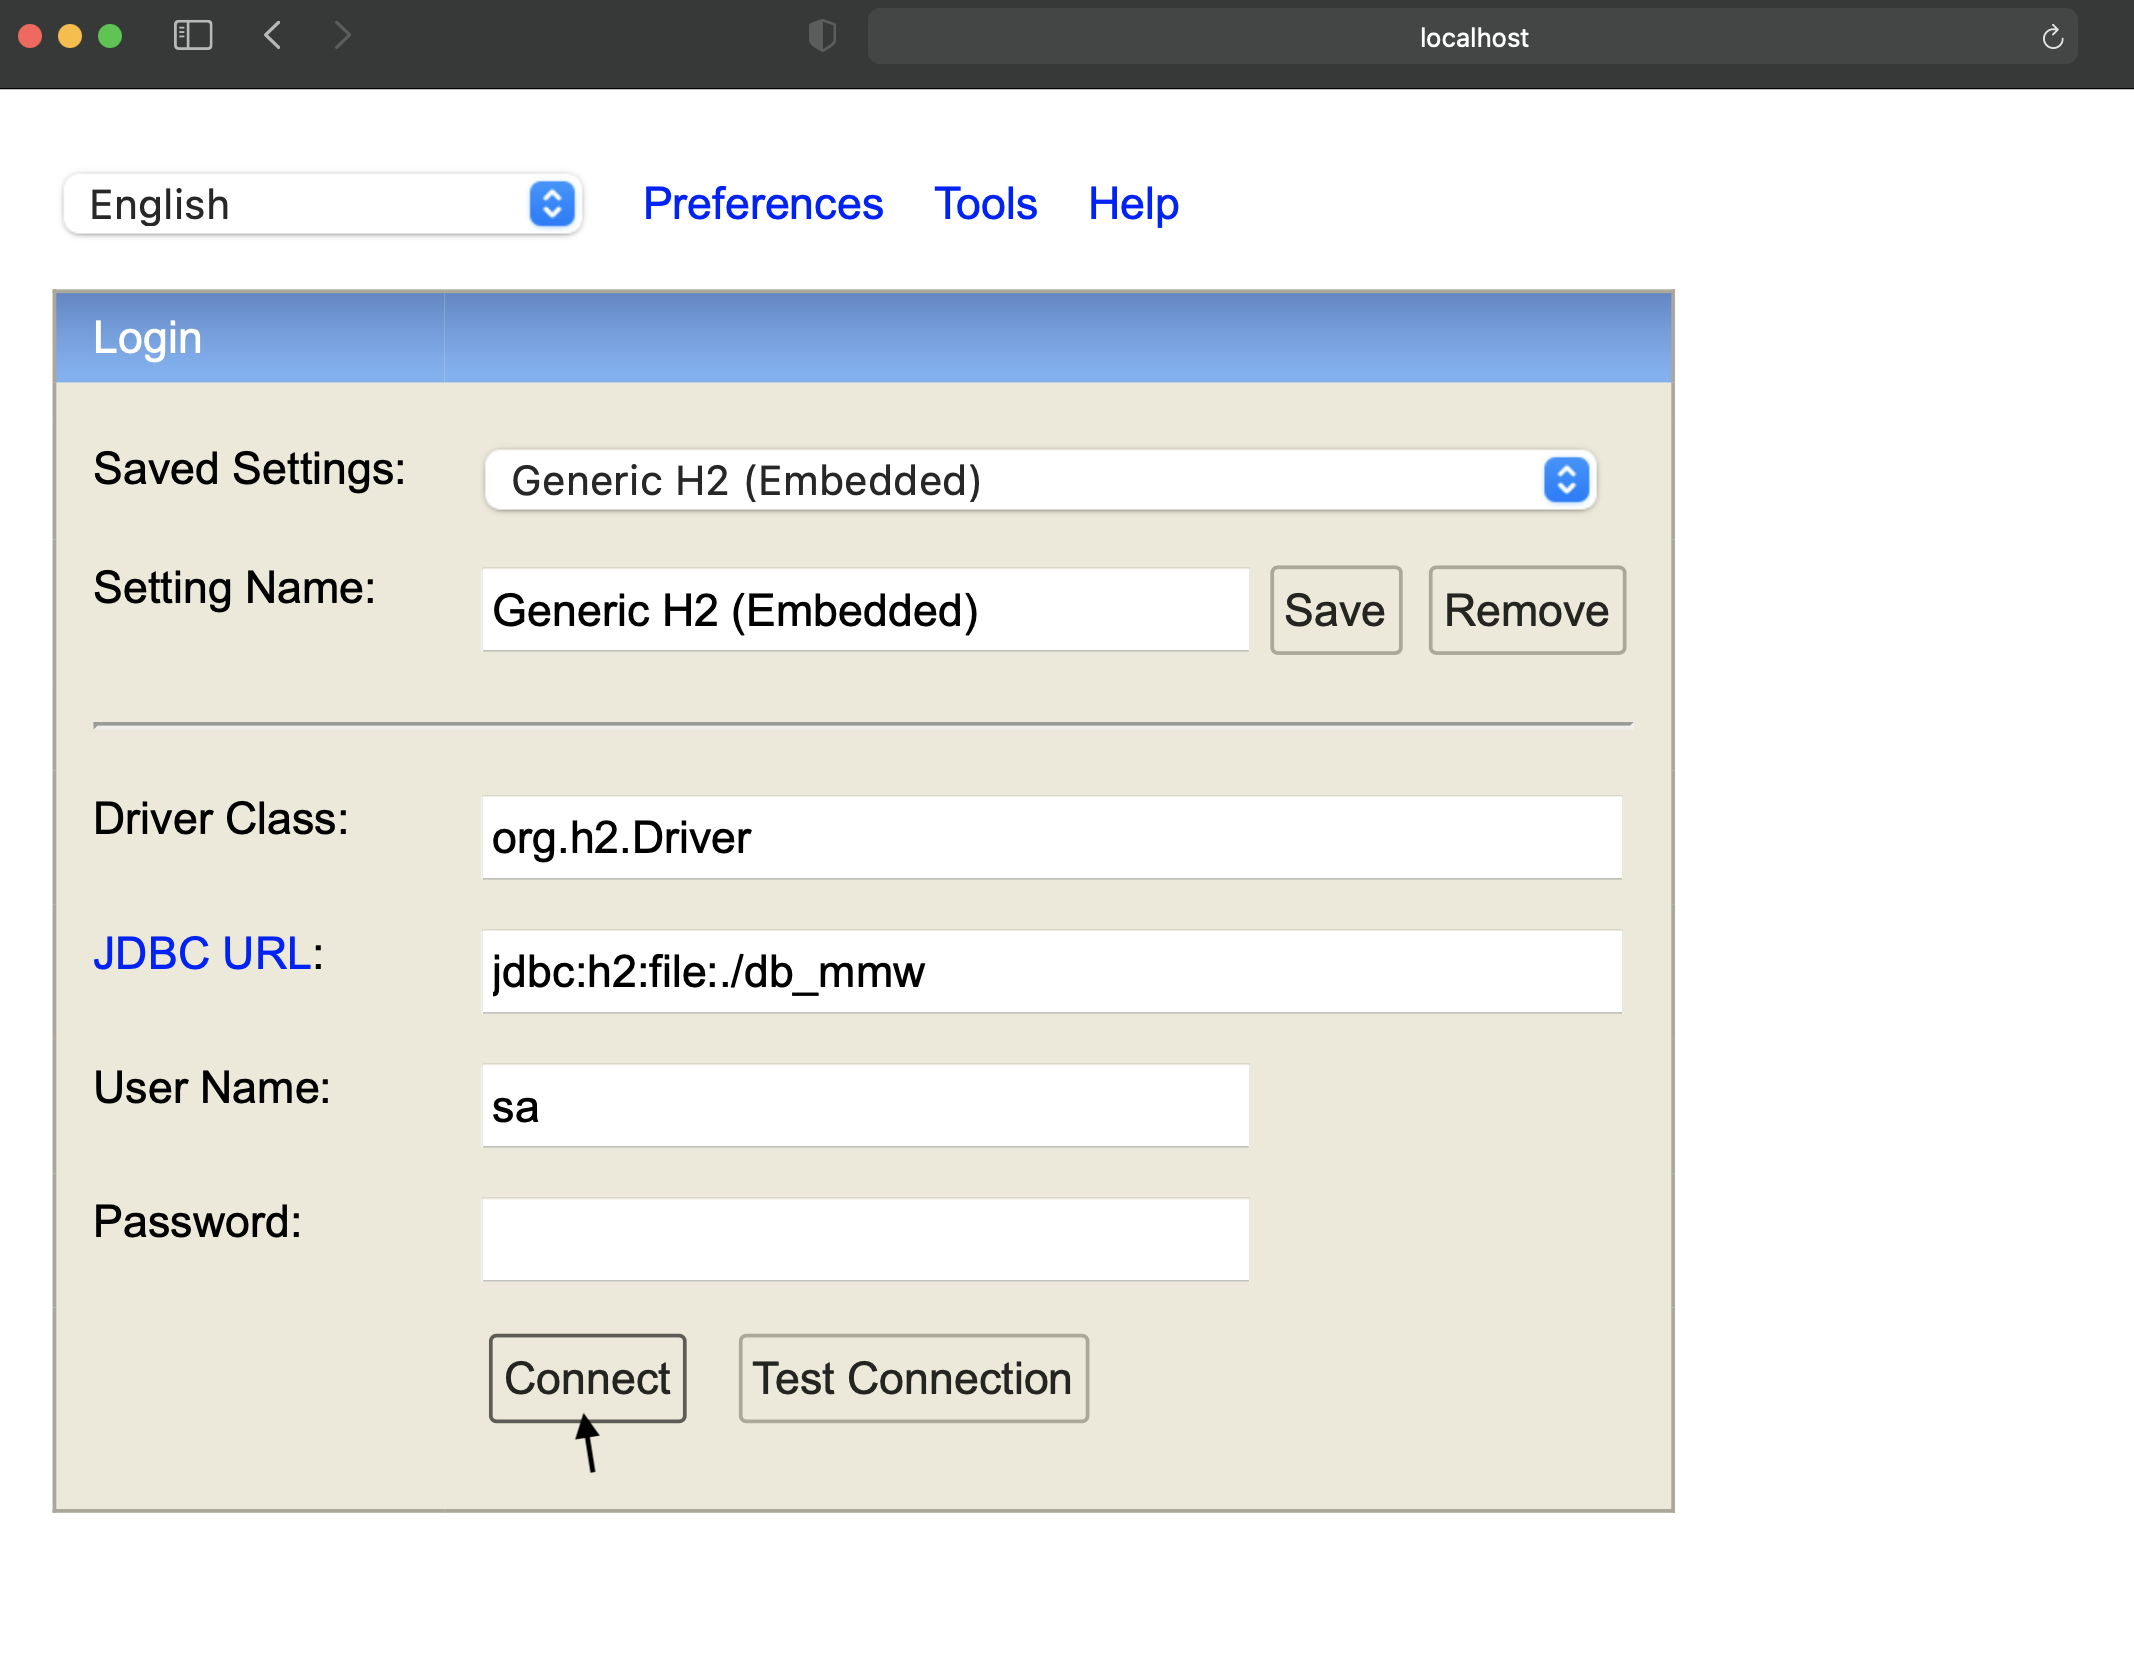 localhost
English Preferences Tools Help
Login
Saved Settings: Generic H2 (Embedded)
Setting Name: Generic H2 (Embedded) Save Remove
Driver Class: org.h2.Driver
JDBC URL: jdbc:h2:file:./db_mmw
User Name: sa
Password:
Connect Test Connection